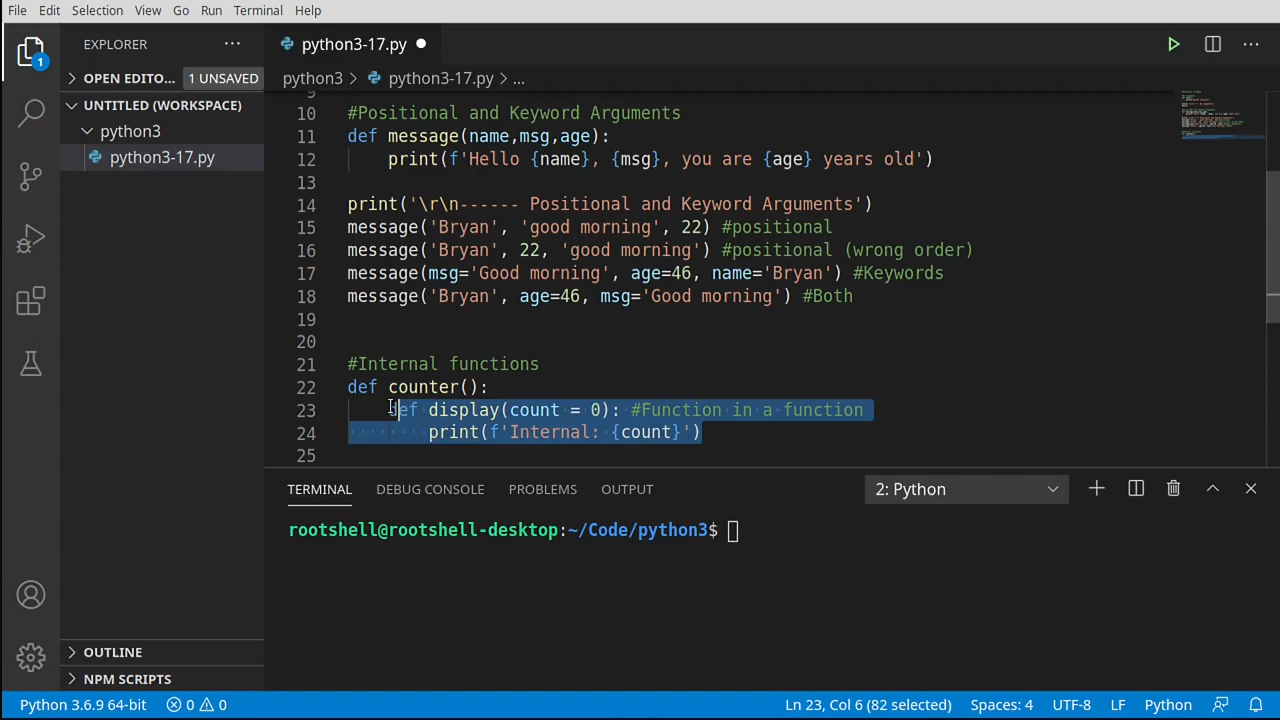 File Edit Selection View Go Run Terminal Help
EXPLORER ···
python3-17.py
1
OPEN EDITO... 1 UNSAVED
python3 > python3-17.py > ...
UNTITLED (WORKSPACE)
python3
python3-17.py
10 #Positional and Keyword Arguments
11 def message(name,msg,age):
12 print(f'Hello {name}, {msg}, you are {age} years old')
13
14 print('\r\n------ Positional and Keyword Arguments')
15 message('Bryan', 'good morning', 22) #positional
16 message('Bryan', 22, 'good morning') #positional (wrong order)
17 message(msg='Good morning', age=46, name='Bryan') #Keywords
18 message('Bryan', age=46, msg='Good morning') #Both
19
20
21 #Internal functions
22 def counter():
23 def display(count = 0): #Function in a function
24 print(f'Internal: {count}')
25
TERMINAL DEBUG CONSOLE PROBLEMS OUTPUT 2: Python
rootshell@rootshell-desktop:~/Code/python3$
OUTLINE
NPM SCRIPTS
Python 3.6.9 64-bit 0 0 Ln 23, Col 6 (82 selected) Spaces: 4 UTF-8 LF Python